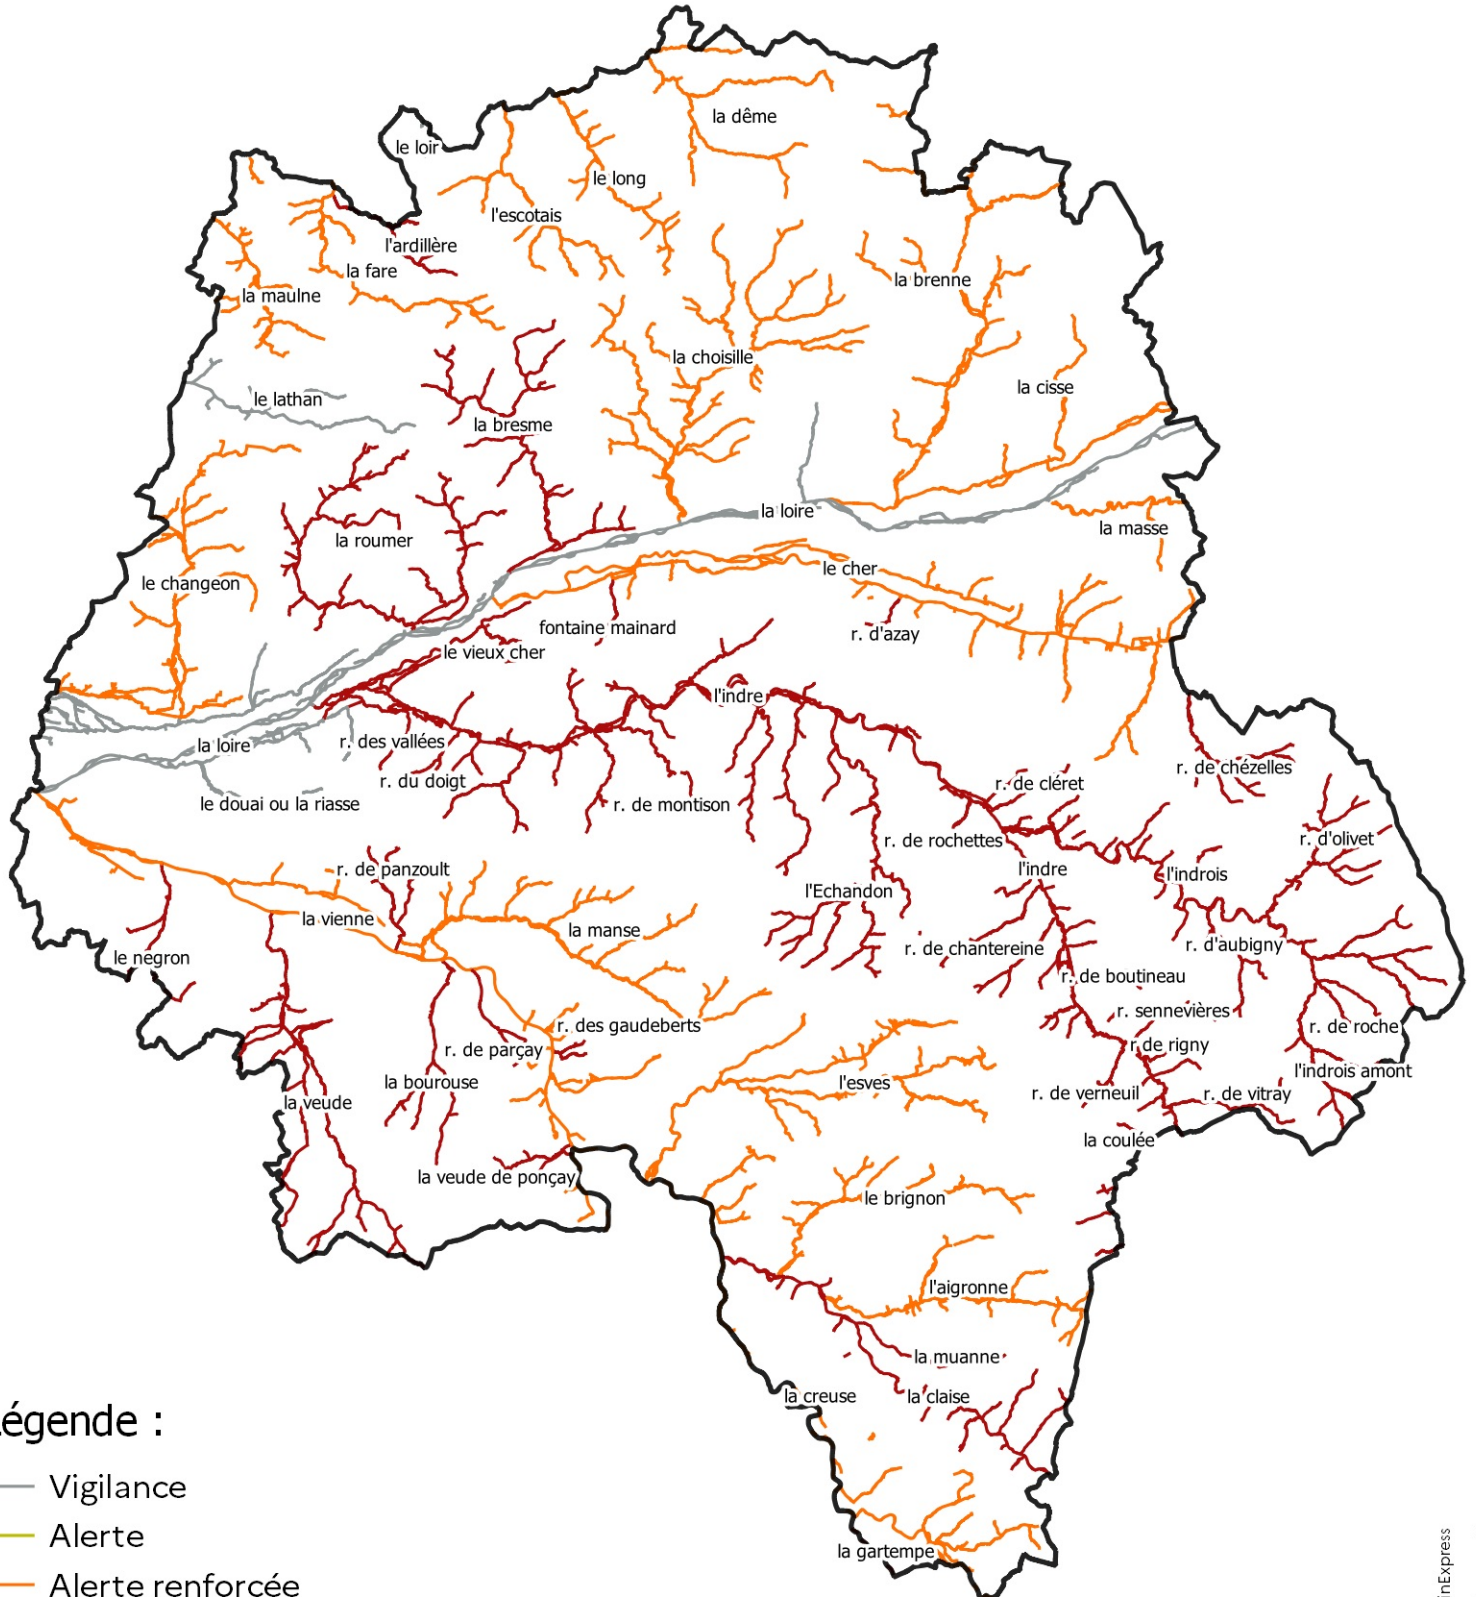 la dême
le loir
le long
l'escotais
l'ardillère
la fare
la brenne
la maulne
la choisille
la cisse
le lathan
la bresme
la loire
la masse
la roumer
le cher
le changeon
fontaine mainard
r. d'azay
le vieux cher
l'indre
la loire
r. des vallées
r. de chézelles
r. du doigt
r. de cléret
le douai ou la riasse
r. de montison
r. de rochettes
r. d'olivet
r. de panzoult
l'indre
l'indrois
l'Echandon
la vienne
la manse
r. d'aubigny
r. de chantereine
le négron
r. de boutineau
r. sennevières
r. des gaudeberts
r. de roche
r de rigny
r. de parçay
l'indrois amont
la bourouse
l'esves
r. de verneuil
r. de vitray
la veude
la coulée
la veude de ponçay
le brignon
l'aigronne
la muanne
la creuse
la claise
égende :
Vigilance
Alerte
la gartempe
Alerte renforcée
inExpress